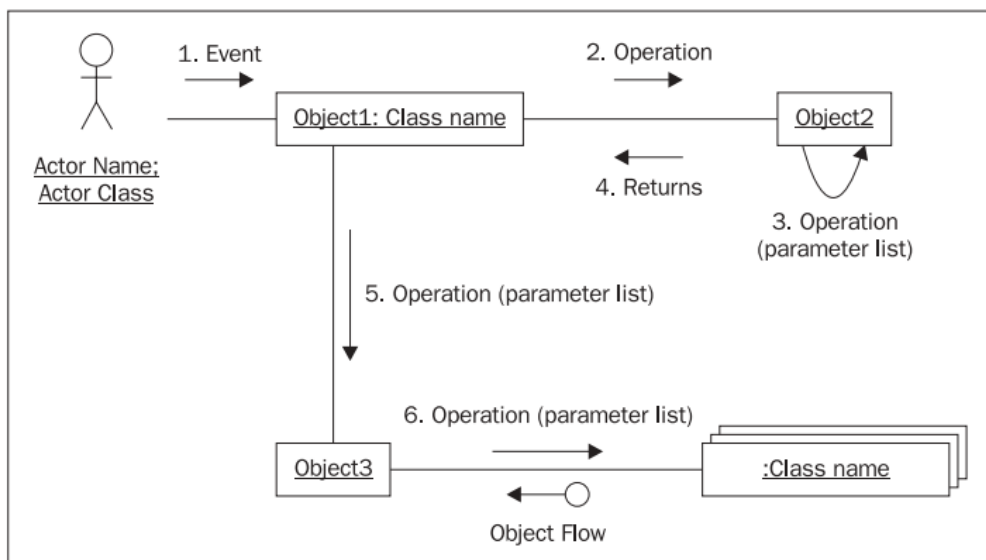 1. Event
2. Operation
Object1: Class name
Object2
Actor Name;
Actor Class
4. Returns
3. Operation
(parameter list)
5. Operation (parameter list)
6. Operation (parameter list)
Object3
:Class name
Object Flow